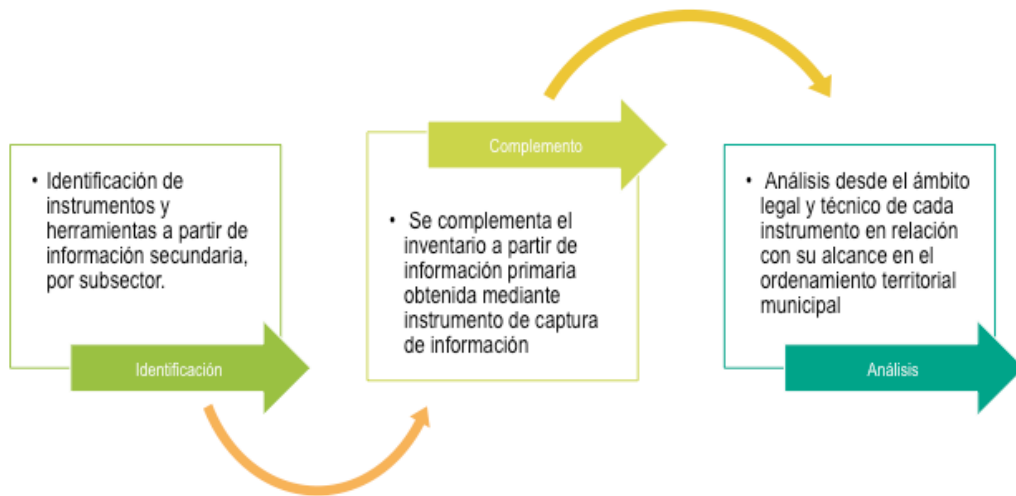 • Identificación de
instrumentos y
herramientas a partir de
información secundaria,
por subsector.
Identificación
Complemento
• Se complementa el
inventario a partir de
información primaria
obtenida mediante
instrumento de captura
de información
• Análisis desde el ámbito
legal y técnico de cada
instrumento en relación
con su alcance en el
ordenamiento territorial
municipal
Análisis